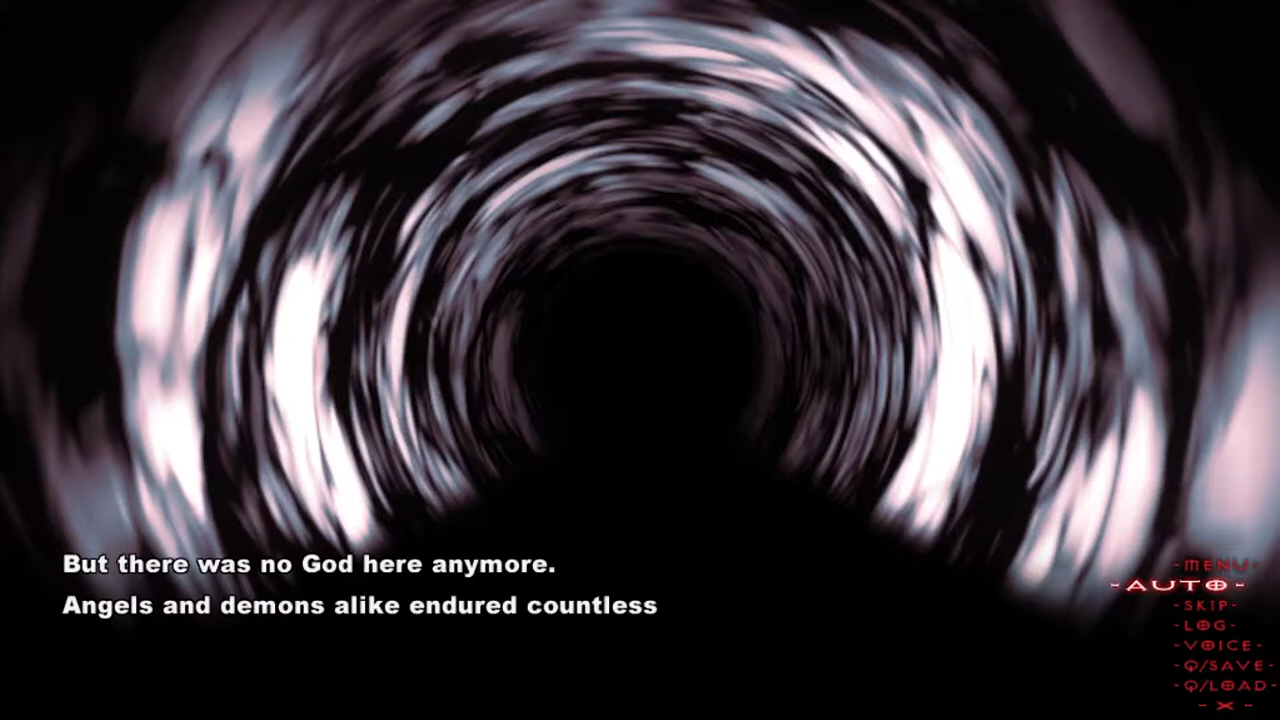 But there was no God here anymore.
Angels and demons alike endured countless
-MENU-
-AUTO-
-SKIP-
-LOG-
-VOICE-
-Q/SAVE-
-Q/LOAD-
-X-